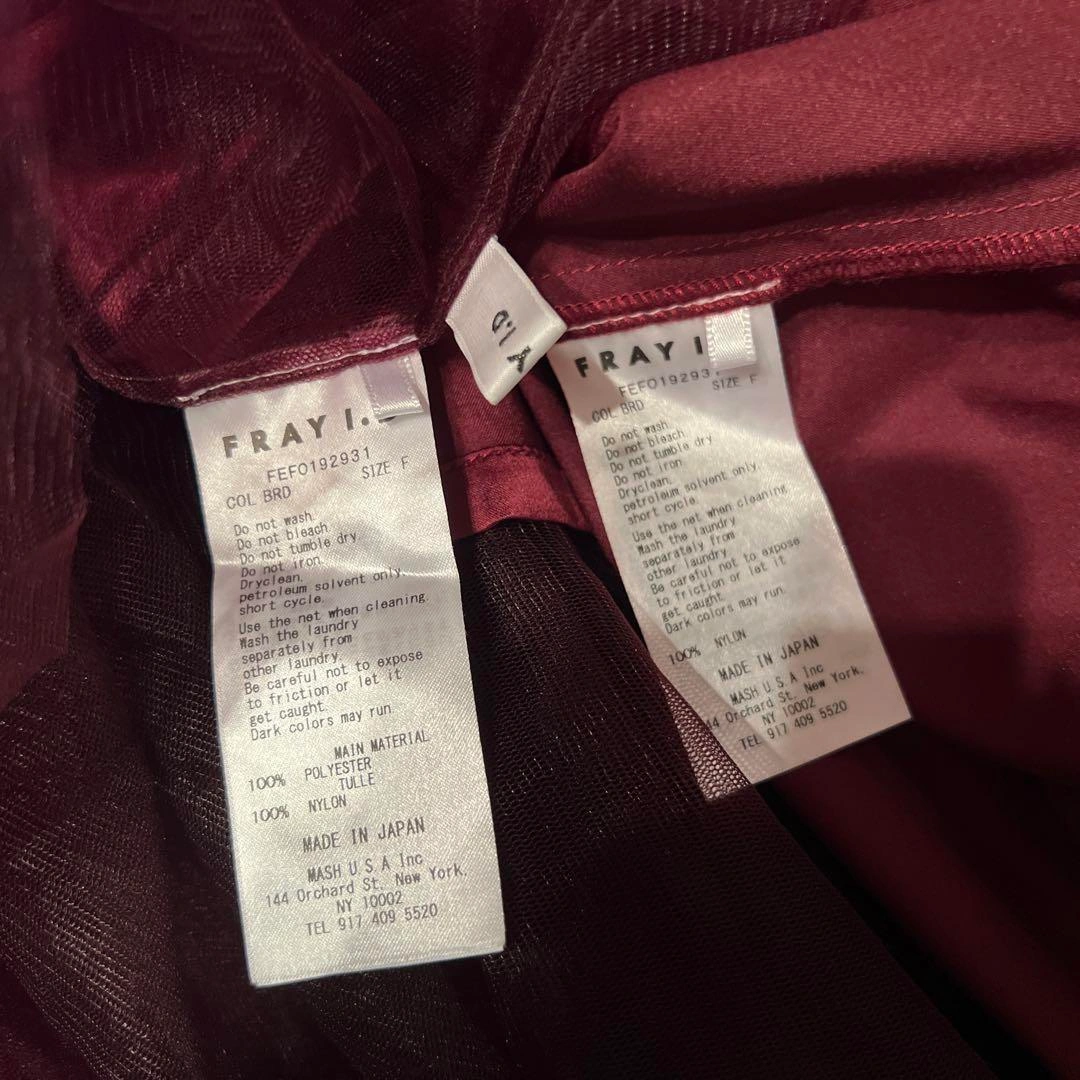 FRAY I.D
FEFO192931
COL BRD SIZE F
Do not wash.
Do not bleach.
Do not tumble dry.
Do not iron.
Dryclean.
petroleum solvent only.
short cycle.
Use the net when cleaning.
Wash the laundry
separately from
other laundry.
Be careful not to expose
to friction or let it
get caught.
Dark colors may run.
MAIN MATERIAL
100% POLYESTER
TULLE
100% NYLON
MADE IN JAPAN
MASH U S A Inc
144 Orchard St. New York.
NY 10002
TEL 917 409 5520
FRAY I
FEFO19293
COL BRD SIZE F
Do not wash.
Do not bleach.
Do not tumble dry.
Do not iron.
Dryclean.
petroleum solvent only.
short cycle.
Use the net when cleaning.
Wash the laundry
separately from
other laundry.
Be careful not to expose
to friction or let it
get caught.
Dark colors may run.
100% NYLON
MADE IN JAPAN
MASH U S A Inc
44 Orchard St. New York.
NY 10002
TEL 917 409 5520